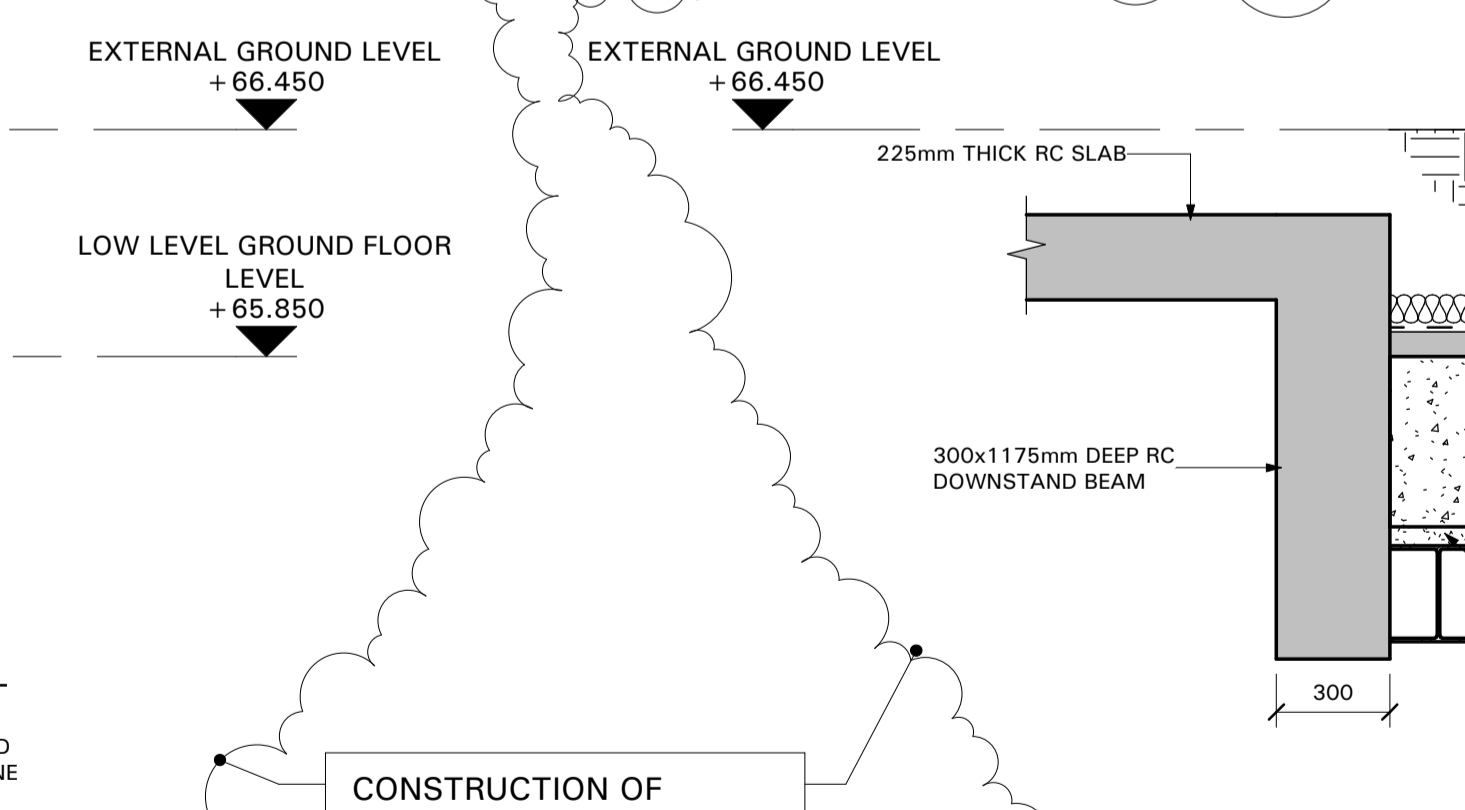 EXTERNAL GROUND LEVEL
+66.450
EXTERNAL GROUND LEVEL
+66.450
225mm THICK RC SLAB
LOW LEVEL GROUND FLOOR
LEVEL
+65.850
300x1175mm DEEP RC
DOWNSTAND BEAM
300
CONSTRUCTION OF